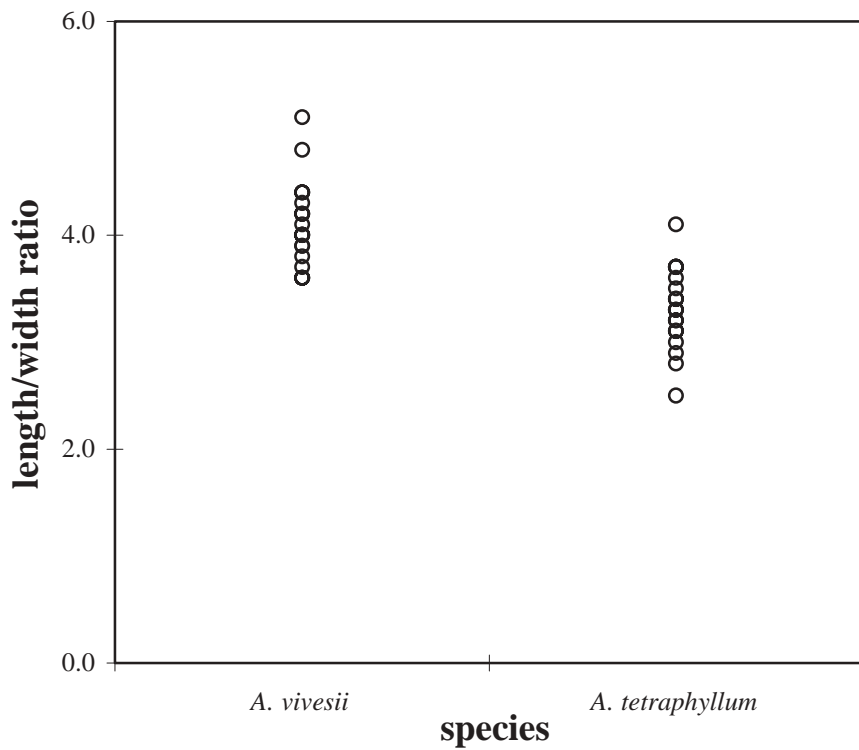 6.0
4.0
2.0
0.0
length/width ratio
A. vivesii
A. tetraphyllum
species